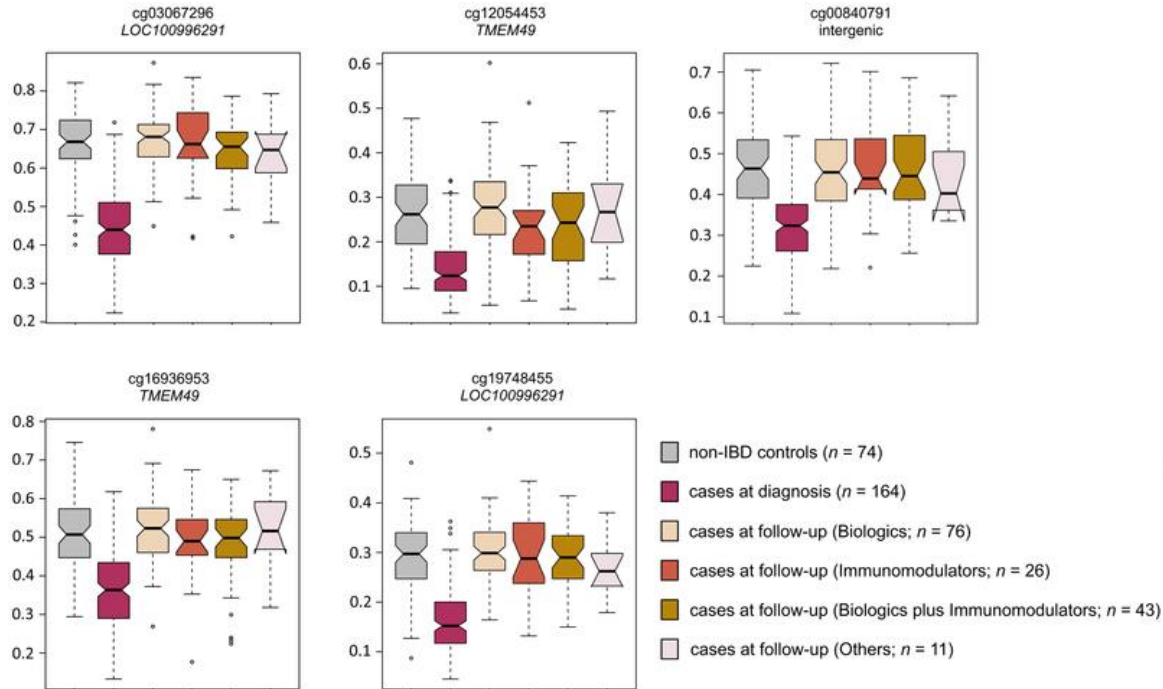 cg03067296
LOC100996291
0.8
0.7
0.6
0.5
0.4
0.3
0.2
cg12054453
TMEM49
0.6
0.5
0.4
0.3
0.2
0.1
cg00840791
intergenic
0.7
0.6
0.5
0.4
0.3
0.2
0.1
cg16936953
TMEM49
0.8
0.7
0.6
0.5
0.4
0.3
0.2
cg19748455
LOC100996291
0.5
0.4
0.3
0.2
0.1
non-IBD controls (n = 74)
cases at diagnosis (n = 164)
cases at follow-up (Biologics; n = 76)
cases at follow-up (Immunomodulators; n = 26)
cases at follow-up (Biologics plus Immunomodulators; n = 43)
cases at follow-up (Others; n = 11)